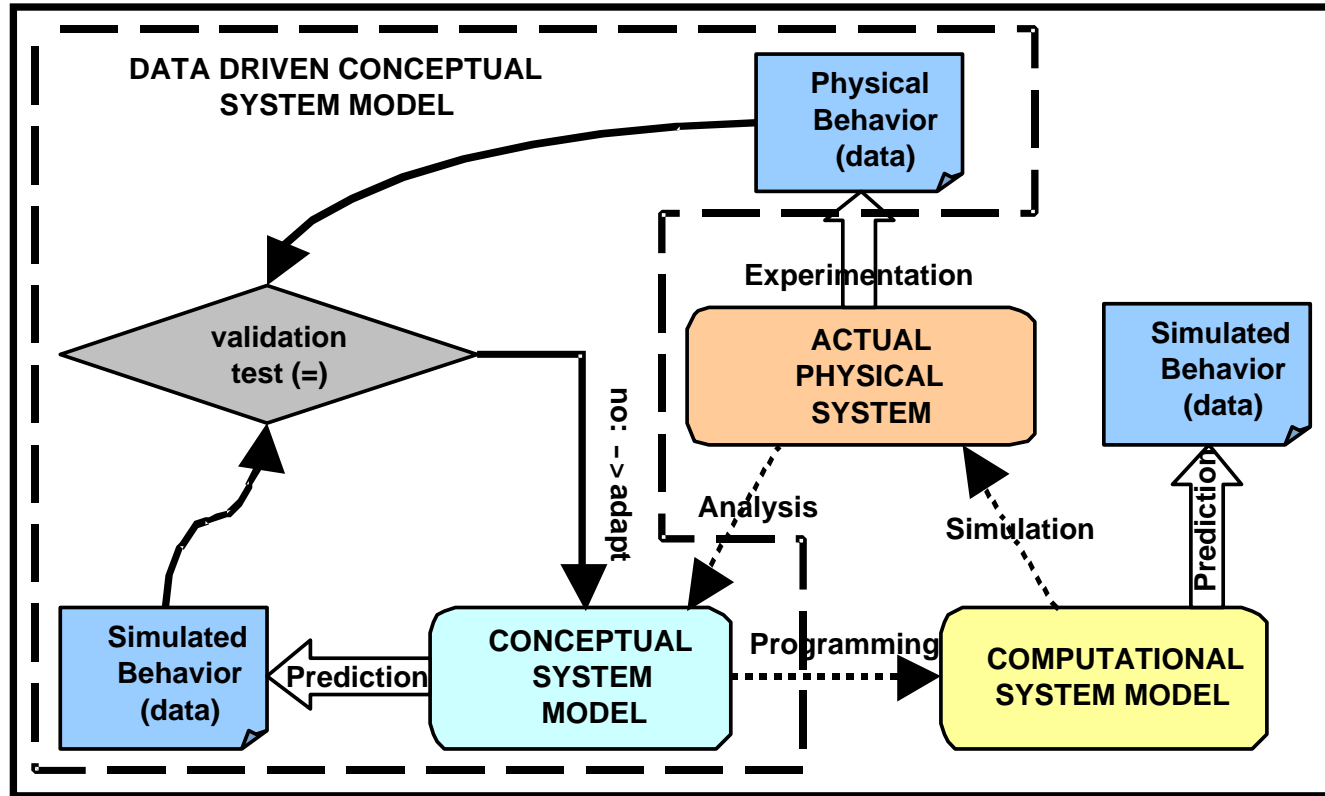 DATA DRIVEN CONCEPTUAL
SYSTEM MODEL
Physical
Behavior
(data)
Experimentation
validation
test (=)
ACTUAL
PHYSICAL
SYSTEM
Simulated
Behavior
(data)
no: −> adapt
Analysis
Simulation
Prediction
Simulated
Behavior
(data)
Prediction
CONCEPTUAL
SYSTEM
MODEL
Programming
COMPUTATIONAL
SYSTEM MODEL